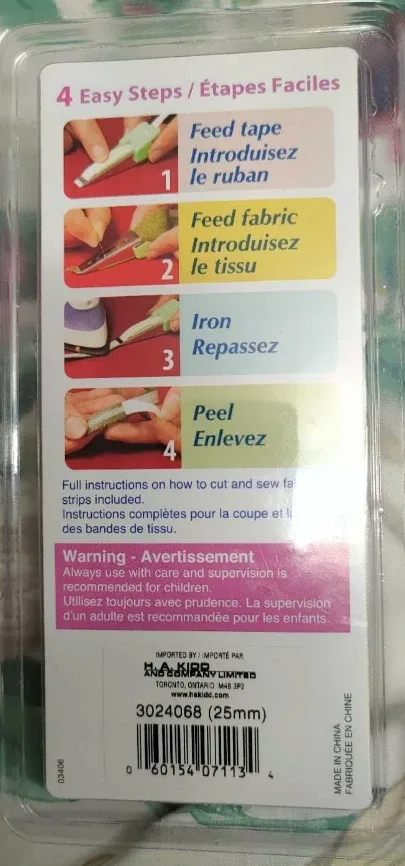 4 Easy Steps / Étapes Faciles
Feed tape
Introduisez
le ruban
1
Feed fabric
Introduisez
le tissu
2
Iron
Repassez
3
Peel
Enlevez
4
Full instructions on how to cut and sew
strips included.
Instructions complètes pour la coupe et
des bandes de tissu.
Warning - Avertissement
Always use with care and supervision is
recommended for children.
Utilisez toujours avec prudence. La supervision
d'un adulte est recommandée pour les enfants.
IMPORTED BY / IMPORTÉ PAR
H.A. KIDD
AND COMPANY LIMITED
TORONTO, ONTARIO M4B 3P2
www.hakidd.com
3024068 (25mm)
0 60154 07113 4
03406
MADE IN CHINA
FABRIQUÉE EN CHINE